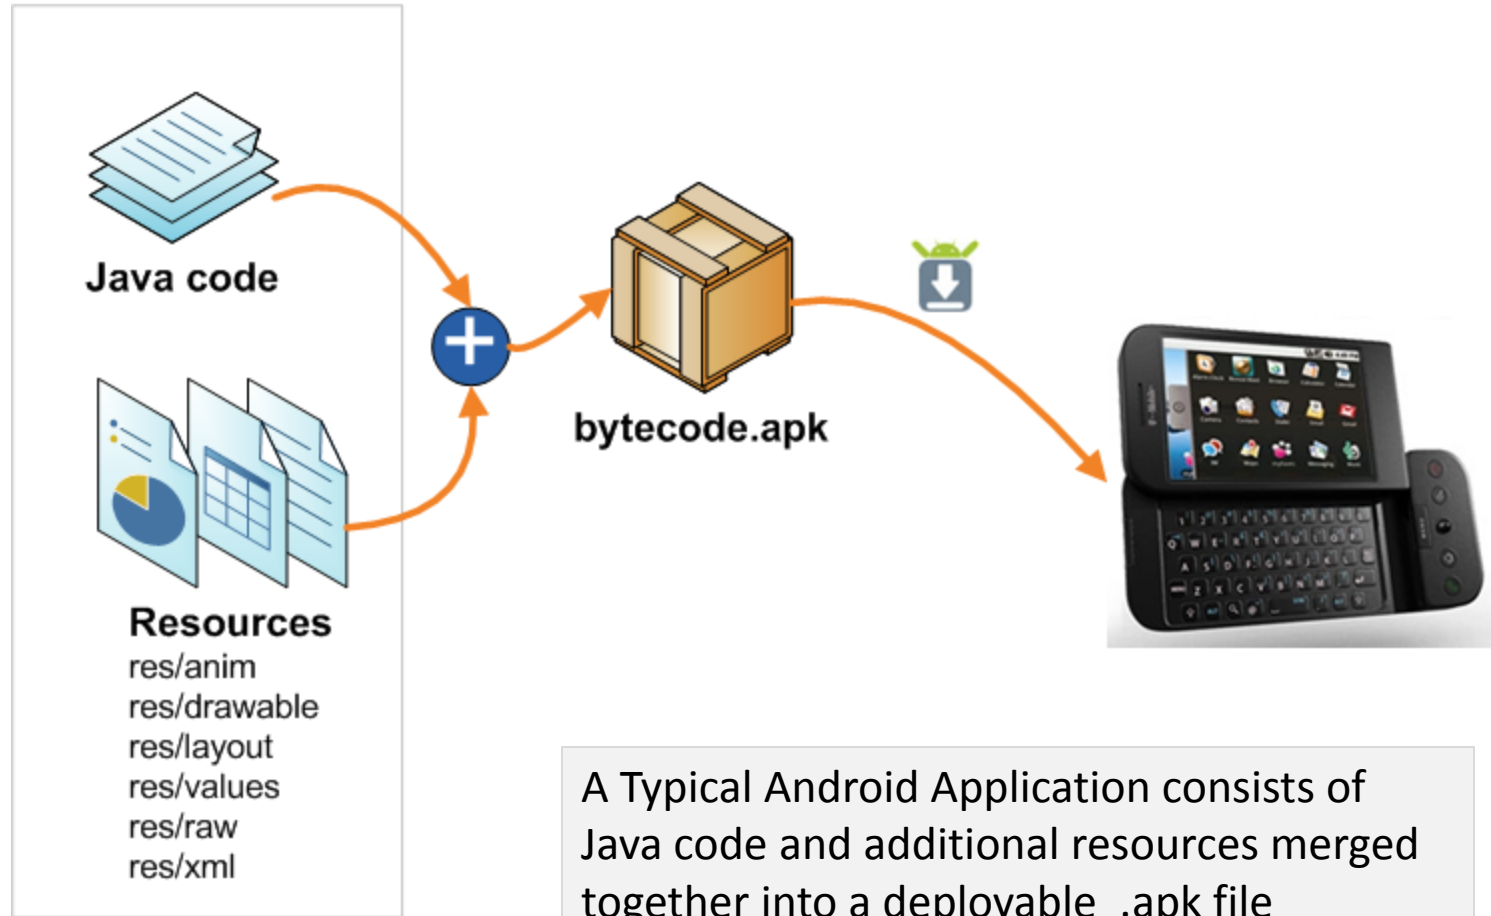 Java code
bytecode.apk
Resources
res/anim
res/drawable
res/layout
res/values
res/raw
res/xml
A Typical Android Application consists of
Java code and additional resources merged
together into a deployable .apk file